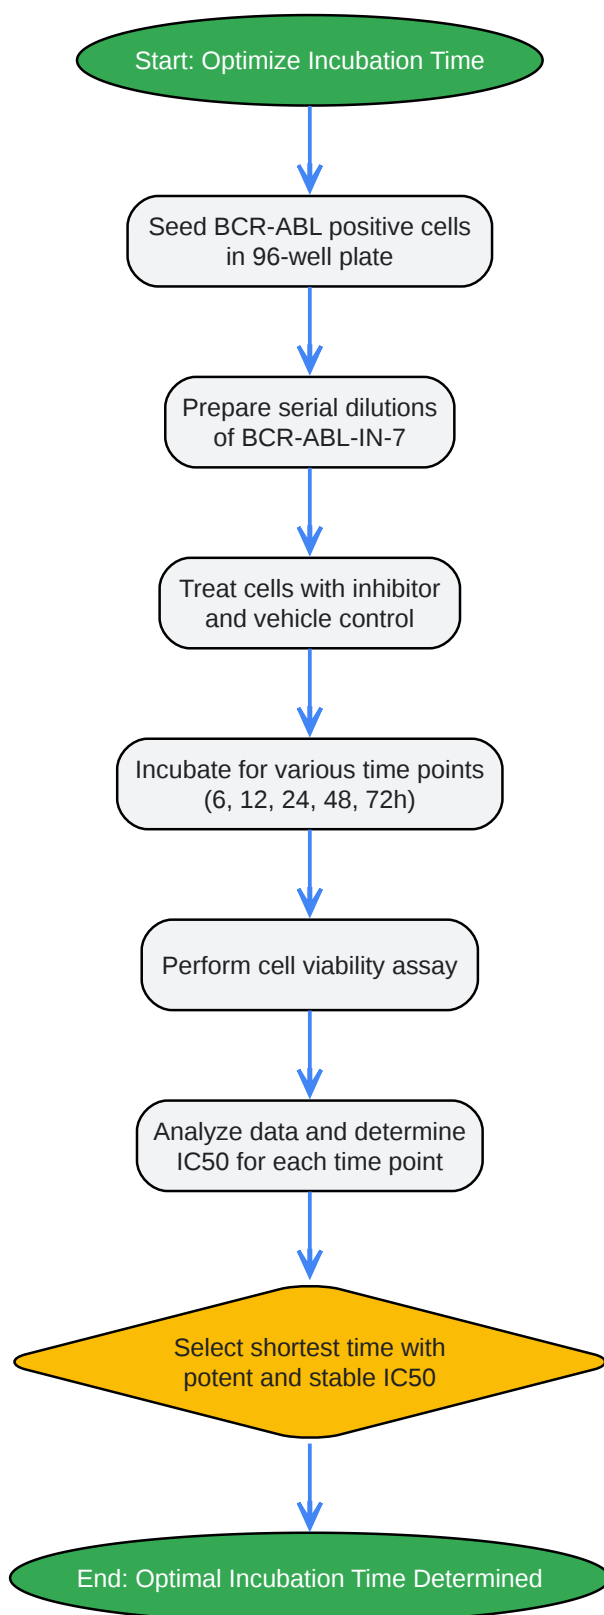 Start: Optimize Incubation Time
Seed BCR-ABL positive cells
in 96-well plate
Prepare serial dilutions
of BCR-ABL-IN-7
Treat cells with inhibitor
and vehicle control
Incubate for various time points
(6, 12, 24, 48, 72h)
Perform cell viability assay
Analyze data and determine
IC50 for each time point
Select shortest time with
potent and stable IC50
End: Optimal Incubation Time Determined